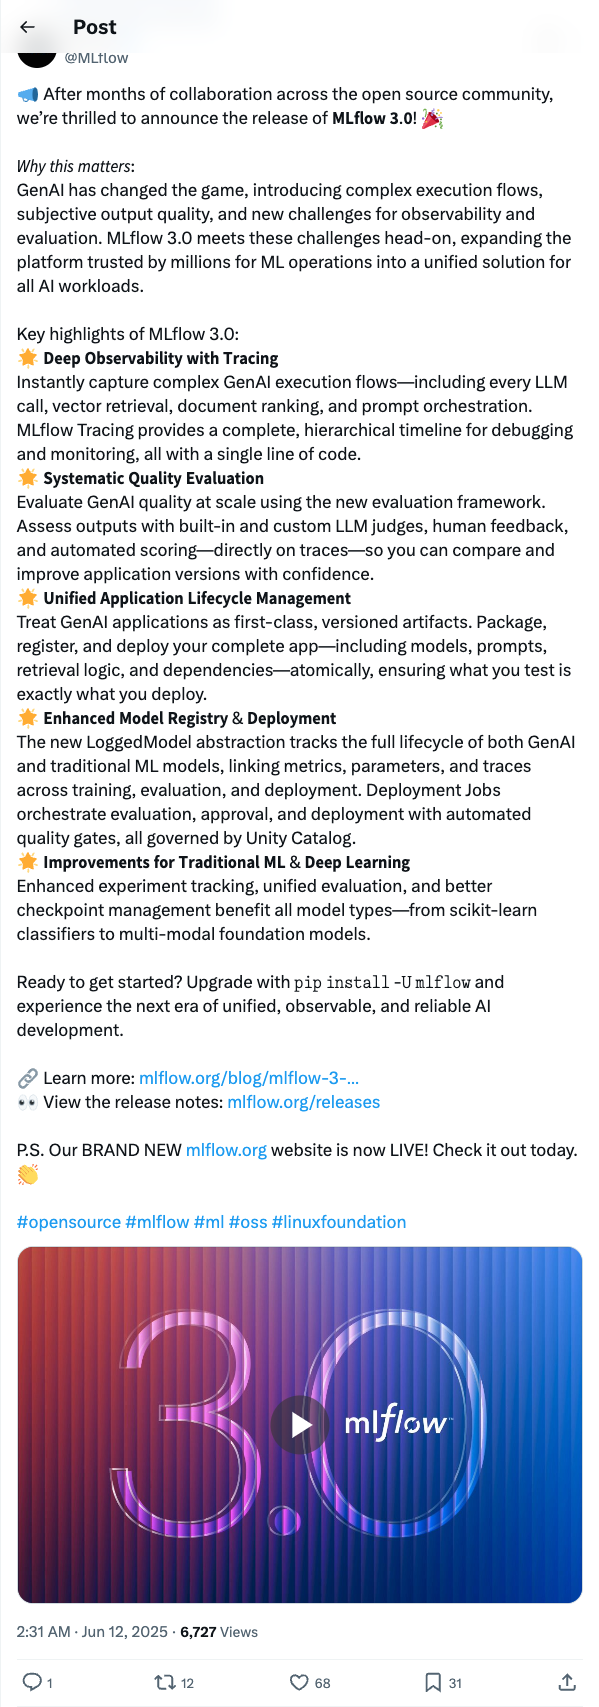 Post
@MLflow
📣 After months of collaboration across the open source community,
we’re thrilled to announce the release of MLflow 3.0! 🎉
Why this matters:
GenAI has changed the game, introducing complex execution flows,
subjective output quality, and new challenges for observability and
evaluation. MLflow 3.0 meets these challenges head-on, expanding the
platform trusted by millions for ML operations into a unified solution for
all AI workloads.
Key highlights of MLflow 3.0:
🌟 Deep Observability with Tracing
Instantly capture complex GenAI execution flows—including every LLM
call, vector retrieval, document ranking, and prompt orchestration.
MLflow Tracing provides a complete, hierarchical timeline for debugging
and monitoring, all with a single line of code.
🌟 Systematic Quality Evaluation
Evaluate GenAI quality at scale using the new evaluation framework.
Assess outputs with built-in and custom LLM judges, human feedback,
and automated scoring—directly on traces—so you can compare and
improve application versions with confidence.
🌟 Unified Application Lifecycle Management
Treat GenAI applications as first-class, versioned artifacts. Package,
register, and deploy your complete app—including models, prompts,
retrieval logic, and dependencies—atomically, ensuring what you test is
exactly what you deploy.
🌟 Enhanced Model Registry & Deployment
The new LoggedModel abstraction tracks the full lifecycle of both GenAI
and traditional ML models, linking metrics, parameters, and traces
across training, evaluation, and deployment. Deployment Jobs
orchestrate evaluation, approval, and deployment with automated
quality gates, all governed by Unity Catalog.
🌟 Improvements for Traditional ML & Deep Learning
Enhanced experiment tracking, unified evaluation, and better
checkpoint management benefit all model types—from scikit-learn
classifiers to multi-modal foundation models.
Ready to get started? Upgrade with pip install -U mlflow and
experience the next era of unified, observable, and reliable AI
development.
🔗 Learn more: mlflow.org/blog/mlflow-3-...
👀 View the release notes: mlflow.org/releases
P.S. Our BRAND NEW mlflow.org website is now LIVE! Check it out today.
👏
#opensource #mlflow #ml #oss #linuxfoundation
3.0
mlflow™
2:31 AM · Jun 12, 2025 · 6,727 Views
1 12 68 31